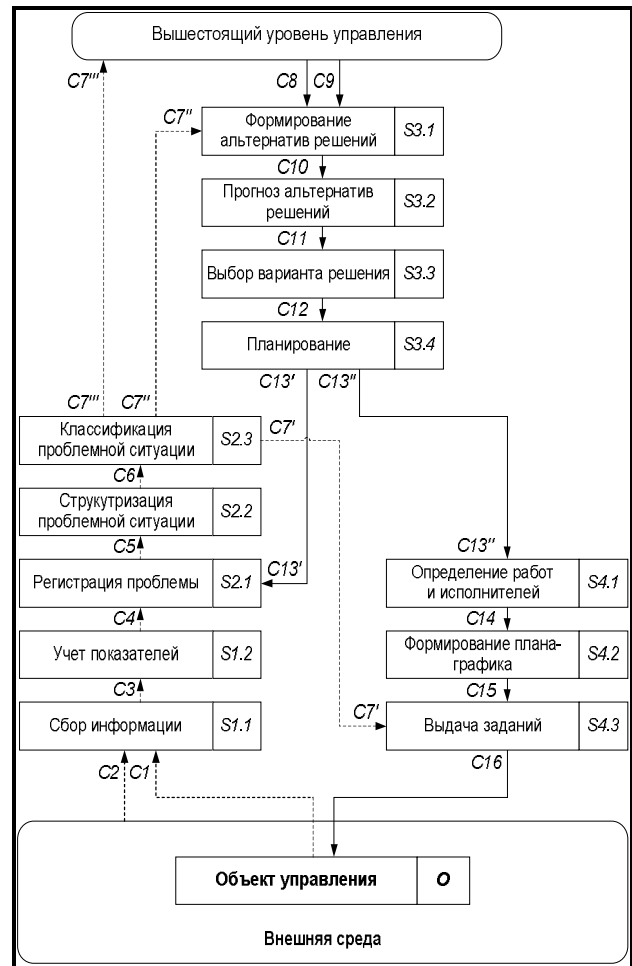 Вышестоящий уровень управления
C7'''
C8
C9
C7''
Формирование
альтернатив решений
S3.1
C10
Прогноз альтернатив
решений
S3.2
C11
Выбор варианта решения
S3.3
C12
Планирование
S3.4
C13'
C13''
C7'''
C7''
Классификация
проблемной ситуации
S2.3
C7'
C6
Струкутризация
проблемной ситуации
S2.2
C5
C13'
C13''
Регистрация проблемы
S2.1
Определение работ
и исполнителей
S4.1
C4
C14
Учет показателей
S1.2
Формирование плана-
графика
S4.2
C3
C15
Сбор информации
S1.1
C7'
Выдача заданий
S4.3
C2
C1
C16
Объект управления
O
Внешняя среда